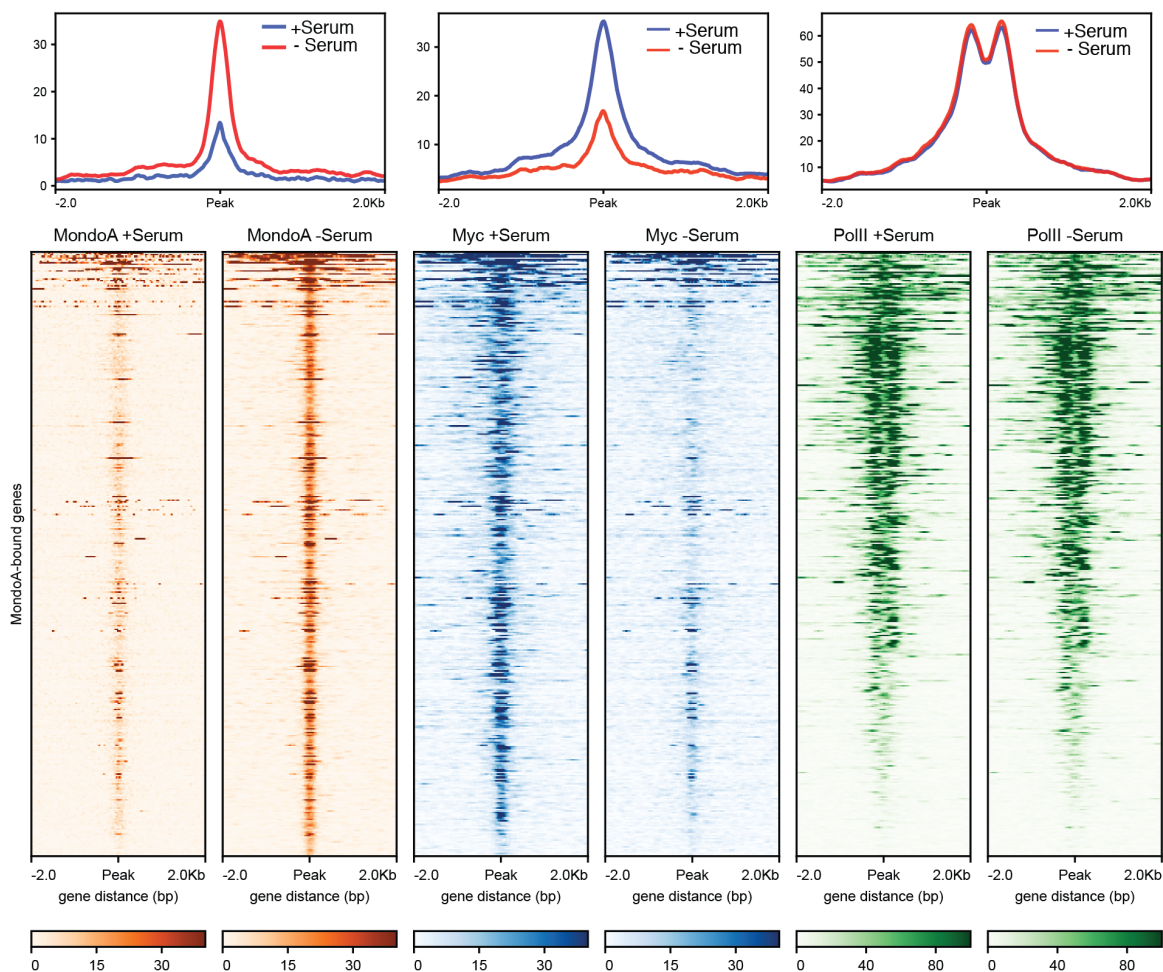 +Serum
- Serum
30
20
10
0
-2.0
Peak
2.0Kb
+Serum
- Serum
30
20
10
-2.0
Peak
2.0Kb
+Serum
- Serum
60
50
40
30
20
10
-2.0
Peak
2.0Kb
MondoA +Serum
MondoA -Serum
Myc +Serum
Myc -Serum
PolII +Serum
PolII -Serum
MondoA-bound genes
-2.0 Peak 2.0Kb
gene distance (bp)
-2.0 Peak 2.0Kb
gene distance (bp)
-2.0 Peak 2.0Kb
gene distance (bp)
-2.0 Peak 2.0Kb
gene distance (bp)
-2.0 Peak 2.0Kb
gene distance (bp)
-2.0 Peak 2.0Kb
gene distance (bp)
0 15 30
0 15 30
0 15 30
0 15 30
0 40 80
0 40 80